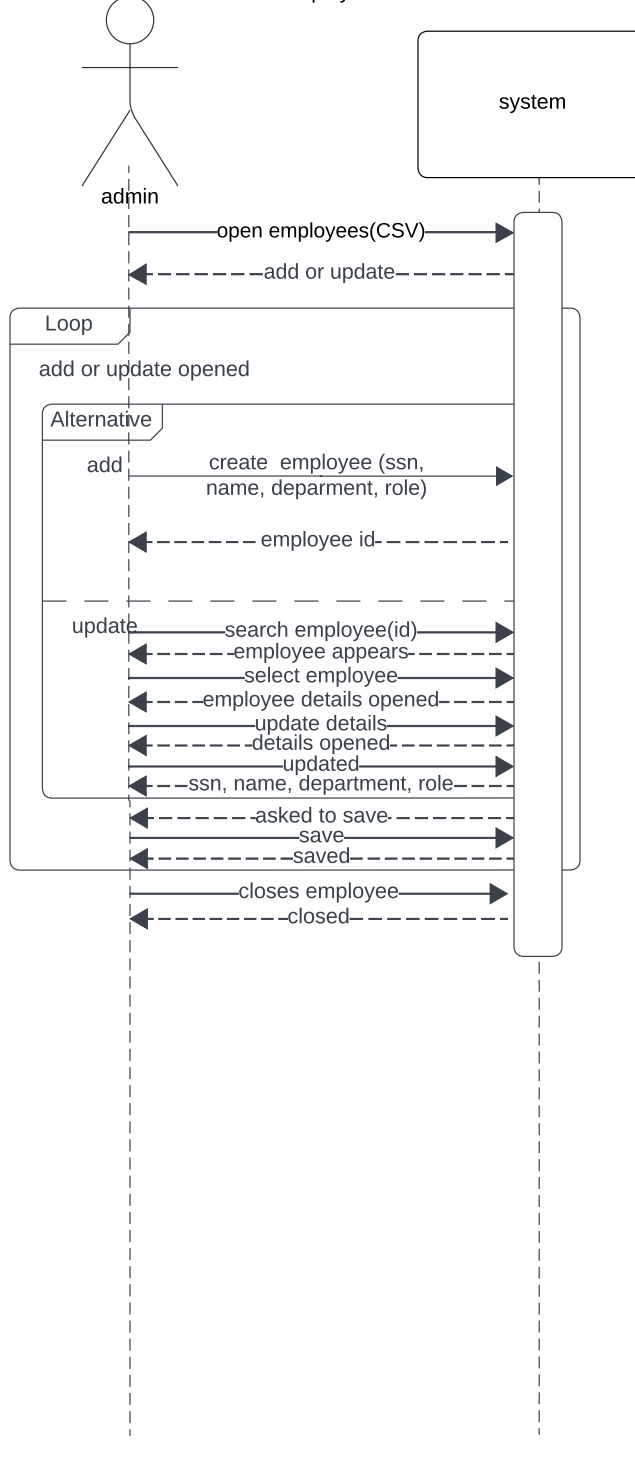 system
admin
open employees(CSV)
add or update
Loop
add or update opened
Alternative
add
create employee (ssn,
name, deparment, role)
employee id
update
search employee(id)
employee appears
select employee
employee details opened
update details
details opened
updated
ssn, name, department, role
asked to save
save
saved
closes employee
closed